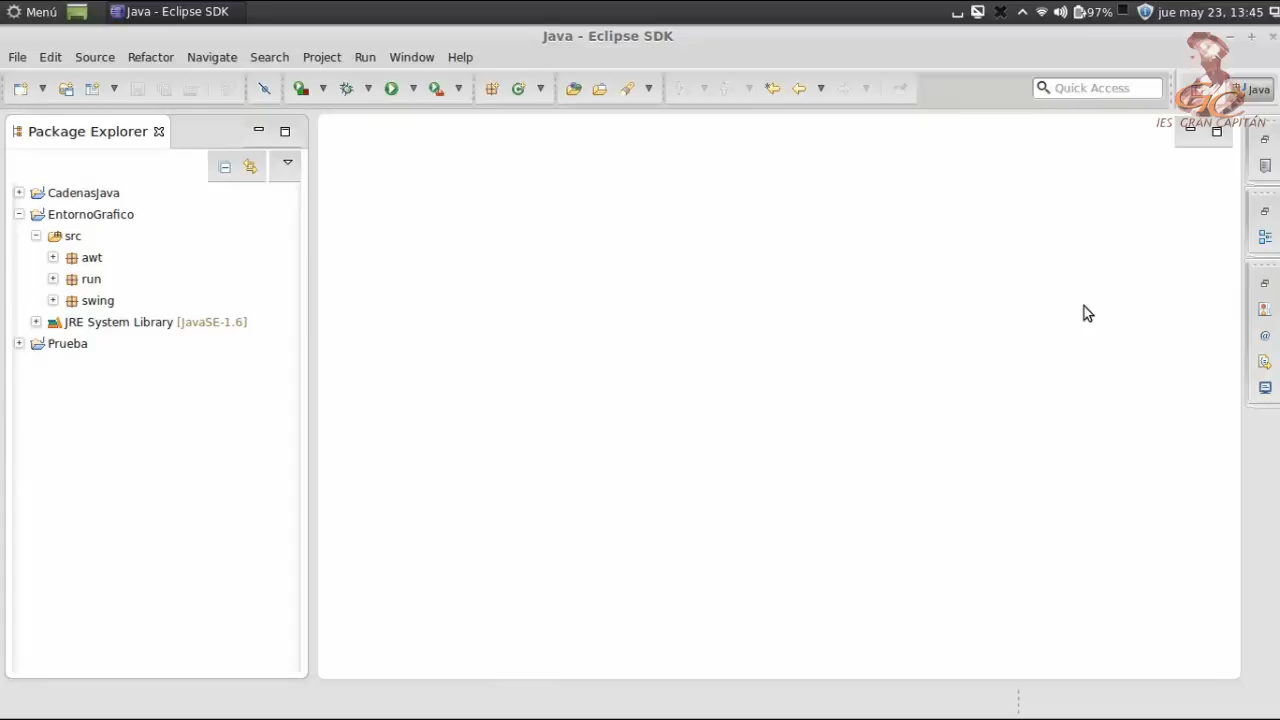 Menú
Java - Eclipse SDK
97%
jue may 23, 13:45
Java - Eclipse SDK
File Edit Source Refactor Navigate Search Project Run Window Help
Quick Access
Java
IES GRAN CAPITÁN
Package Explorer
CadenasJava
EntornoGrafico
src
awt
run
swing
JRE System Library [JavaSE-1.6]
Prueba